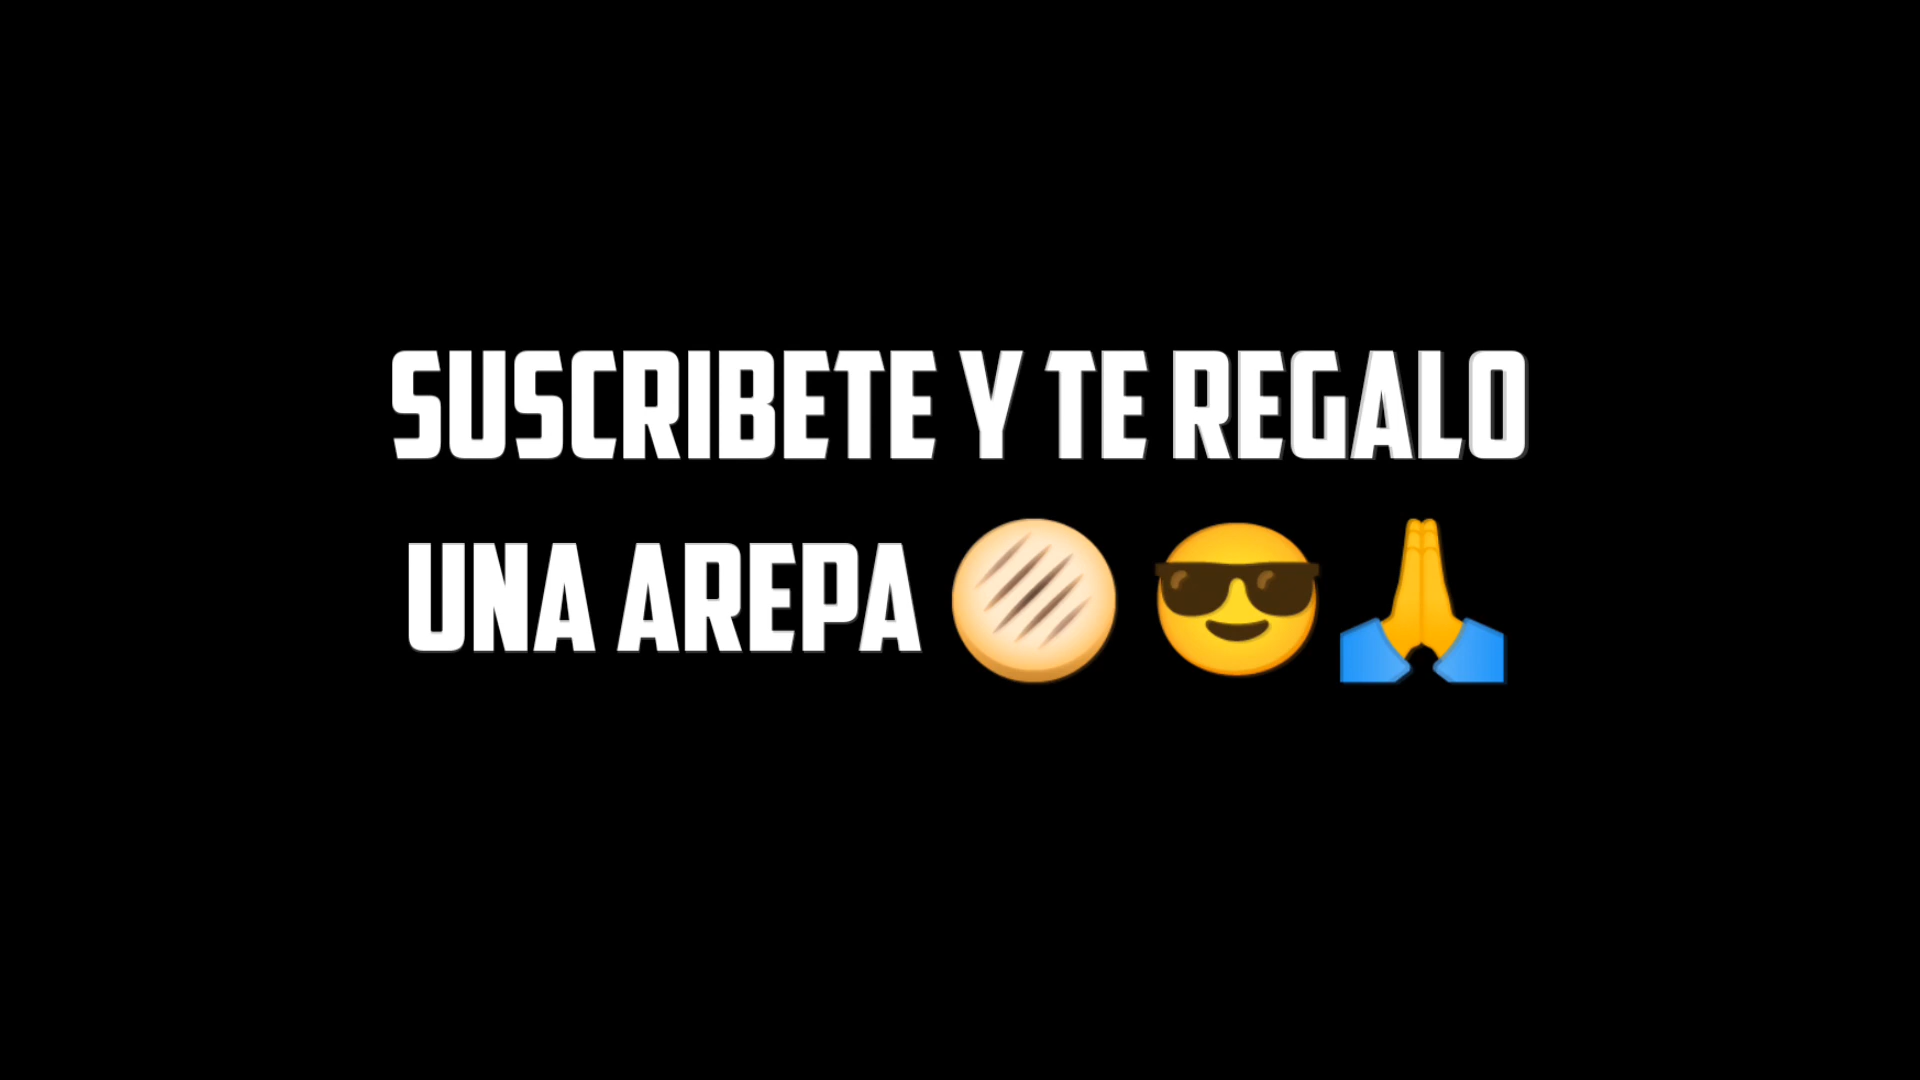 SUSCRIBETE Y TE REGALO
UNA AREPA 🫓 😎 🙏